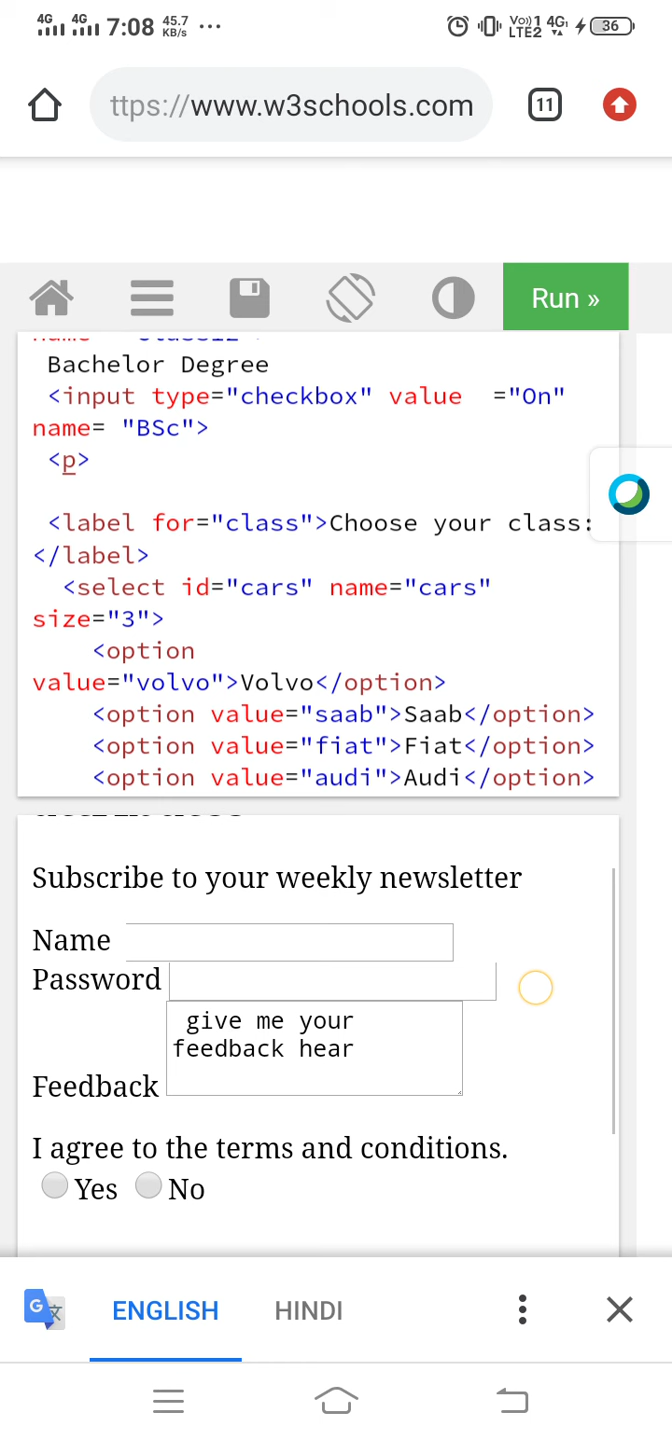 4G 4G 7:08 45.7 KB/s ... Vo))1 LTE2 4G 36
ttps://www.w3schools.com 11
Run »
Bachelor Degree
<input type="checkbox" value ="On"
name= "BSc">
<p>
<label for="class">Choose your class:
</label>
<select id="cars" name="cars"
size="3">
<option
value="volvo">Volvo</option>
<option value="saab">Saab</option>
<option value="fiat">Fiat</option>
<option value="audi">Audi</option>
Subscribe to your weekly newsletter
Name
Password
give me your
feedback hear
Feedback
I agree to the terms and conditions.
Yes No
G ENGLISH HINDI